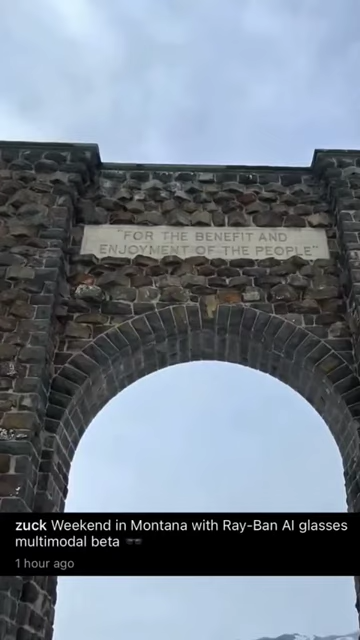 "FOR THE BENEFIT AND
ENJOYMENT OF THE PEOPLE"
zuck Weekend in Montana with Ray-Ban AI glasses
multimodal beta 🕶️
1 hour ago